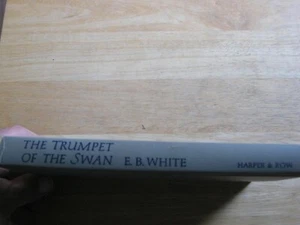 THE TRUMPET
OF THE SWAN E. B. WHITE HARPER & ROW